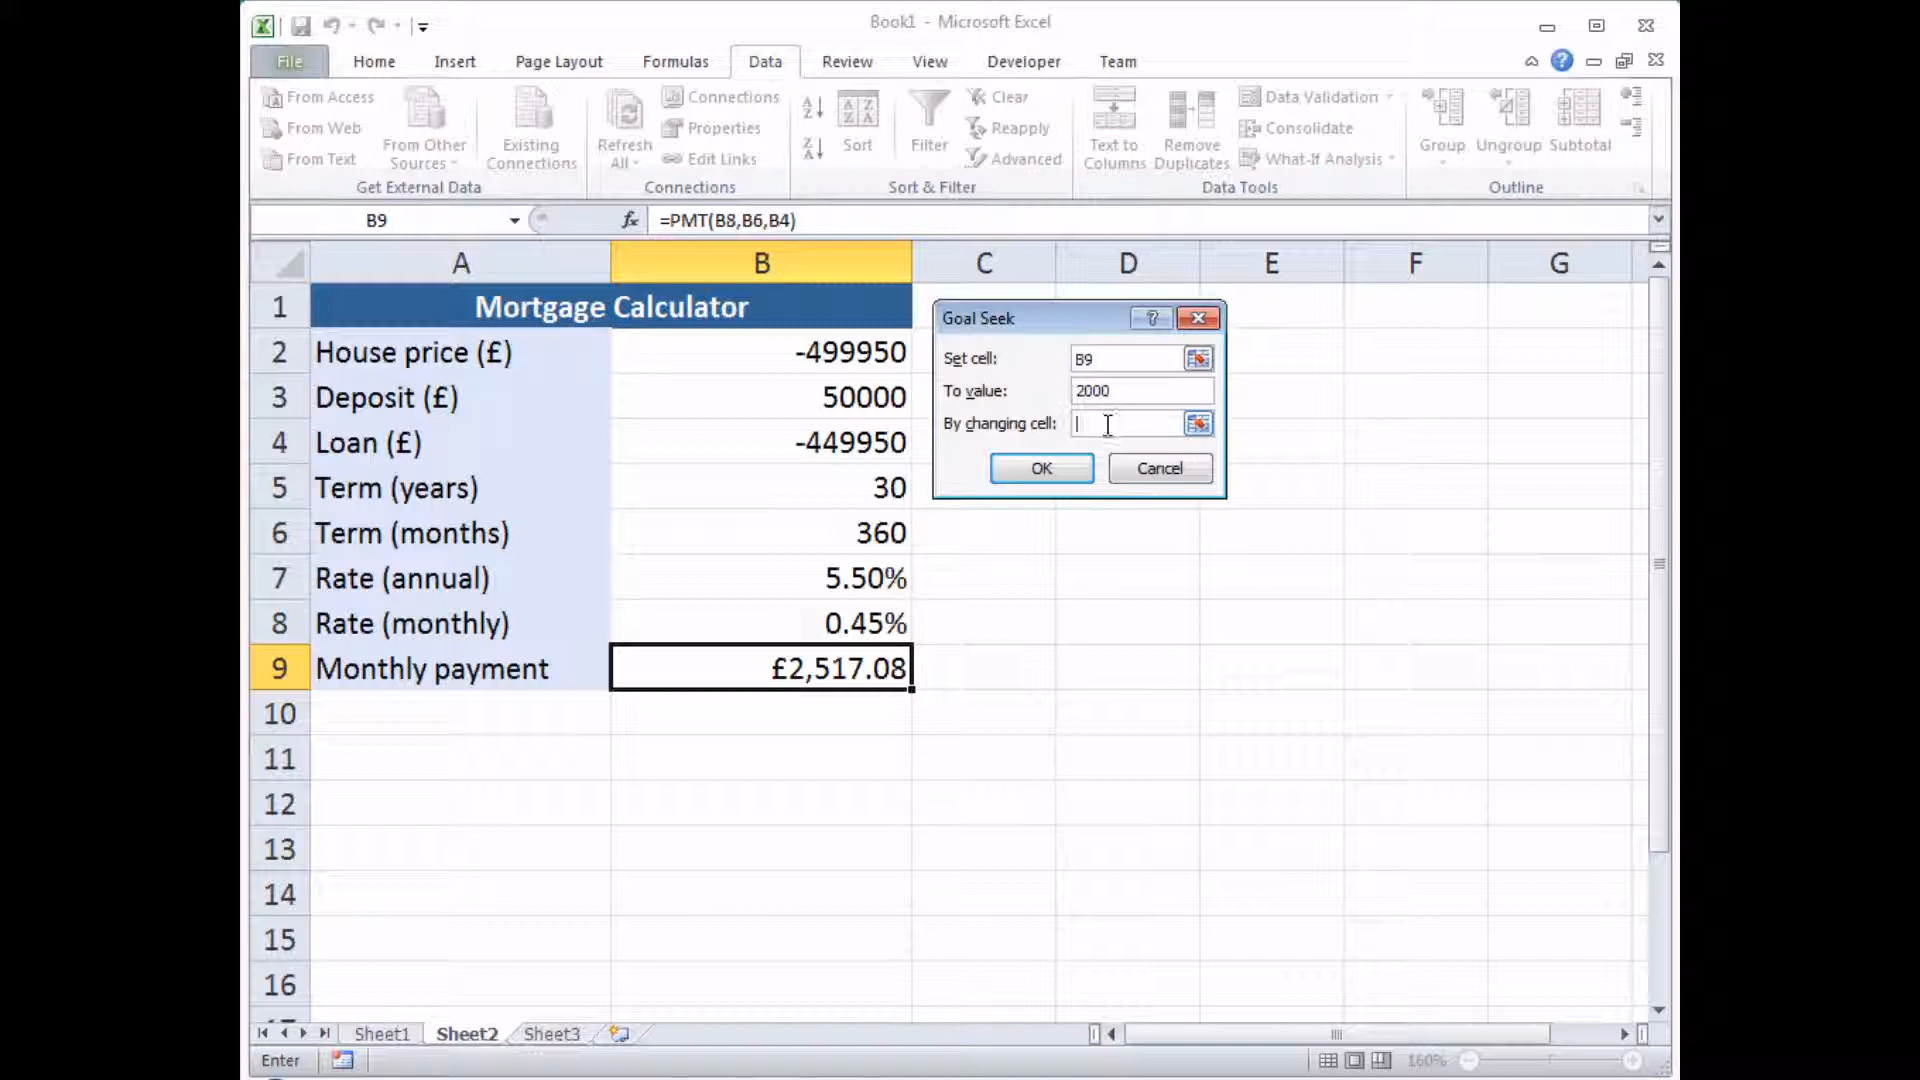 Book1 - Microsoft Excel
File Home Insert Page Layout Formulas Data Review View Developer Team
From Access
From Web
From Text
From Other
Sources
Existing
Connections
Get External Data
Refresh
All
Connections
Properties
Edit Links
Connections
Sort
Filter
Clear
Reapply
Advanced
Sort & Filter
Text to
Columns
Remove
Duplicates
Data Validation
Consolidate
What-If Analysis
Data Tools
Group
Ungroup
Subtotal
Outline
B9 fx =PMT(B8,B6,B4)
A B C D E F G
1 Mortgage Calculator
2 House price (£) -499950
3 Deposit (£) 50000
4 Loan (£) -449950
5 Term (years) 30
6 Term (months) 360
7 Rate (annual) 5.50%
8 Rate (monthly) 0.45%
9 Monthly payment £2,517.08
10
11
12
13
14
15
16
Goal Seek
Set cell: B9
To value: 2000
By changing cell:
OK Cancel
Sheet1 Sheet2 Sheet3
Enter 160%